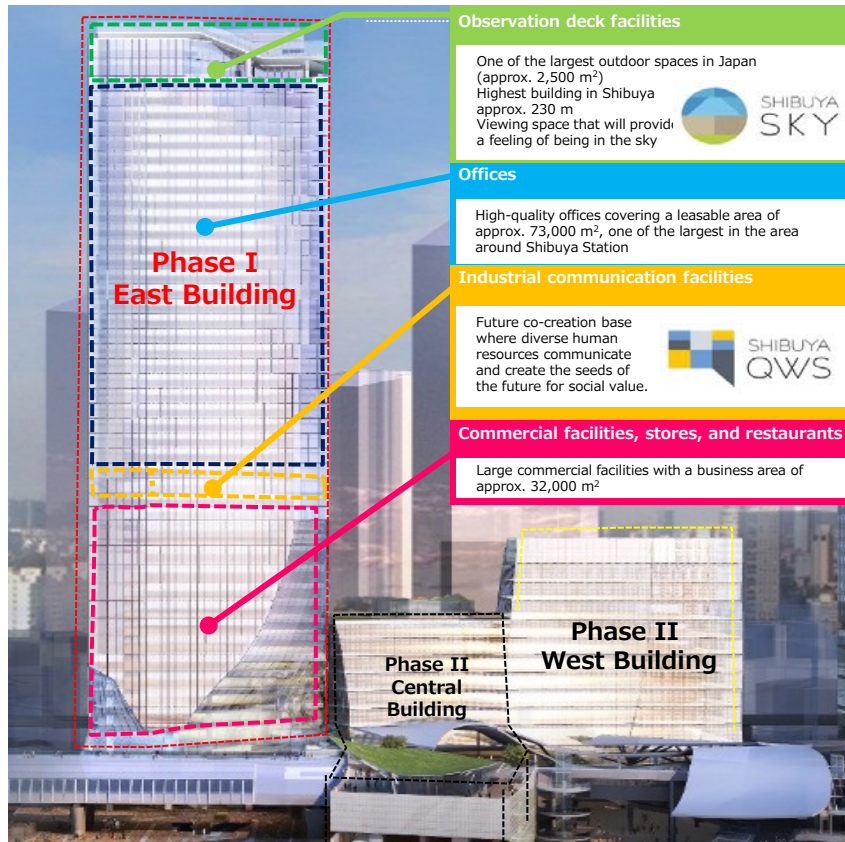 Observation deck facilities
One of the largest outdoor spaces in Japan
(approx. 2,500 m²)
Highest building in Shibuya
approx. 230 m
Viewing space that will provide
a feeling of being in the sky
SHIBUYA
SKY
Offices
High-quality offices covering a leasable area of
approx. 73,000 m², one of the largest in the area
around Shibuya Station
Phase I
East Building
Industrial communication facilities
Future co-creation base
where diverse human
resources communicate
and create the seeds of
the future for social value.
SHIBUYA
QWS
Commercial facilities, stores, and restaurants
Large commercial facilities with a business area of
approx. 32,000 m²
Phase II
West Building
Phase II
Central
Building